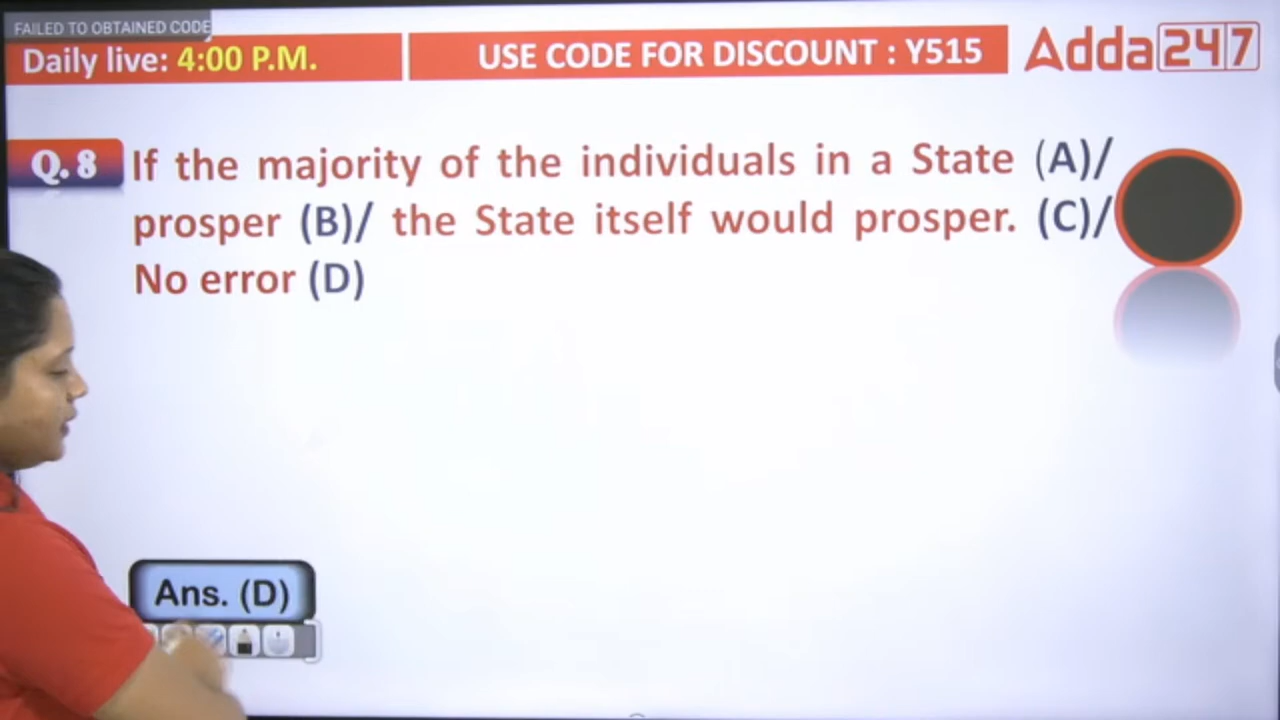 FAILED TO OBTAINED CODE
Daily live: 4:00 P.M.
USE CODE FOR DISCOUNT : Y515
Adda247
Q. 8
If the majority of the individuals in a State (A)/
prosper (B)/ the State itself would prosper. (C)/
No error (D)
Ans. (D)